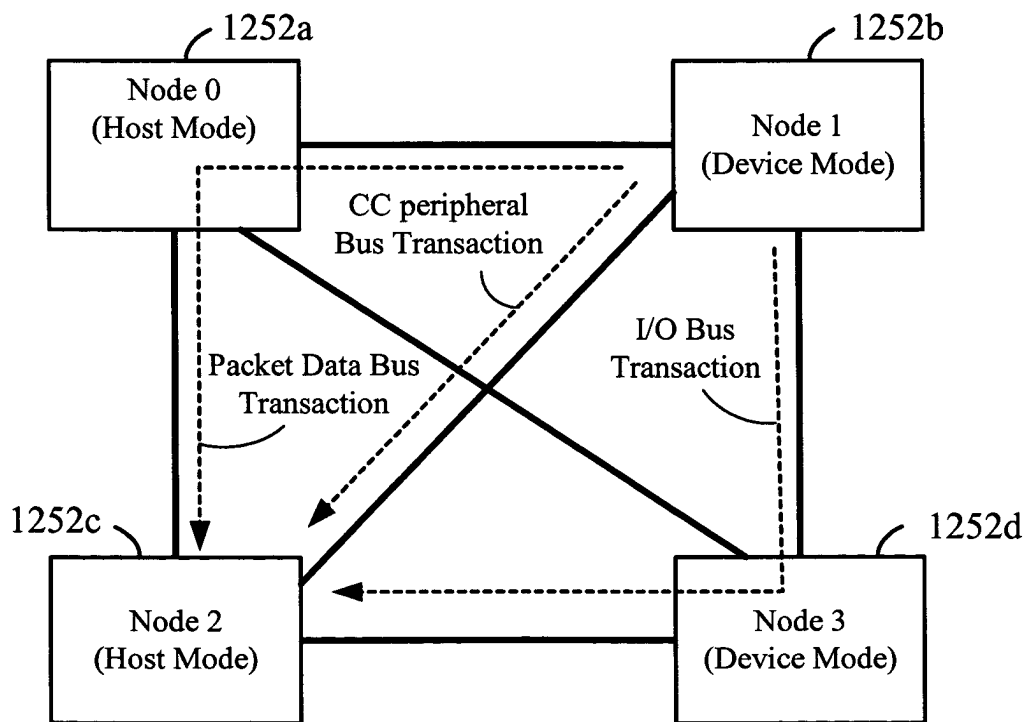 1252a
1252b
Node 0
(Host Mode)
Node 1
(Device Mode)
CC peripheral
Bus Transaction
I/O Bus
Transaction
Packet Data Bus
Transaction
1252c
1252d
Node 2
(Host Mode)
Node 3
(Device Mode)